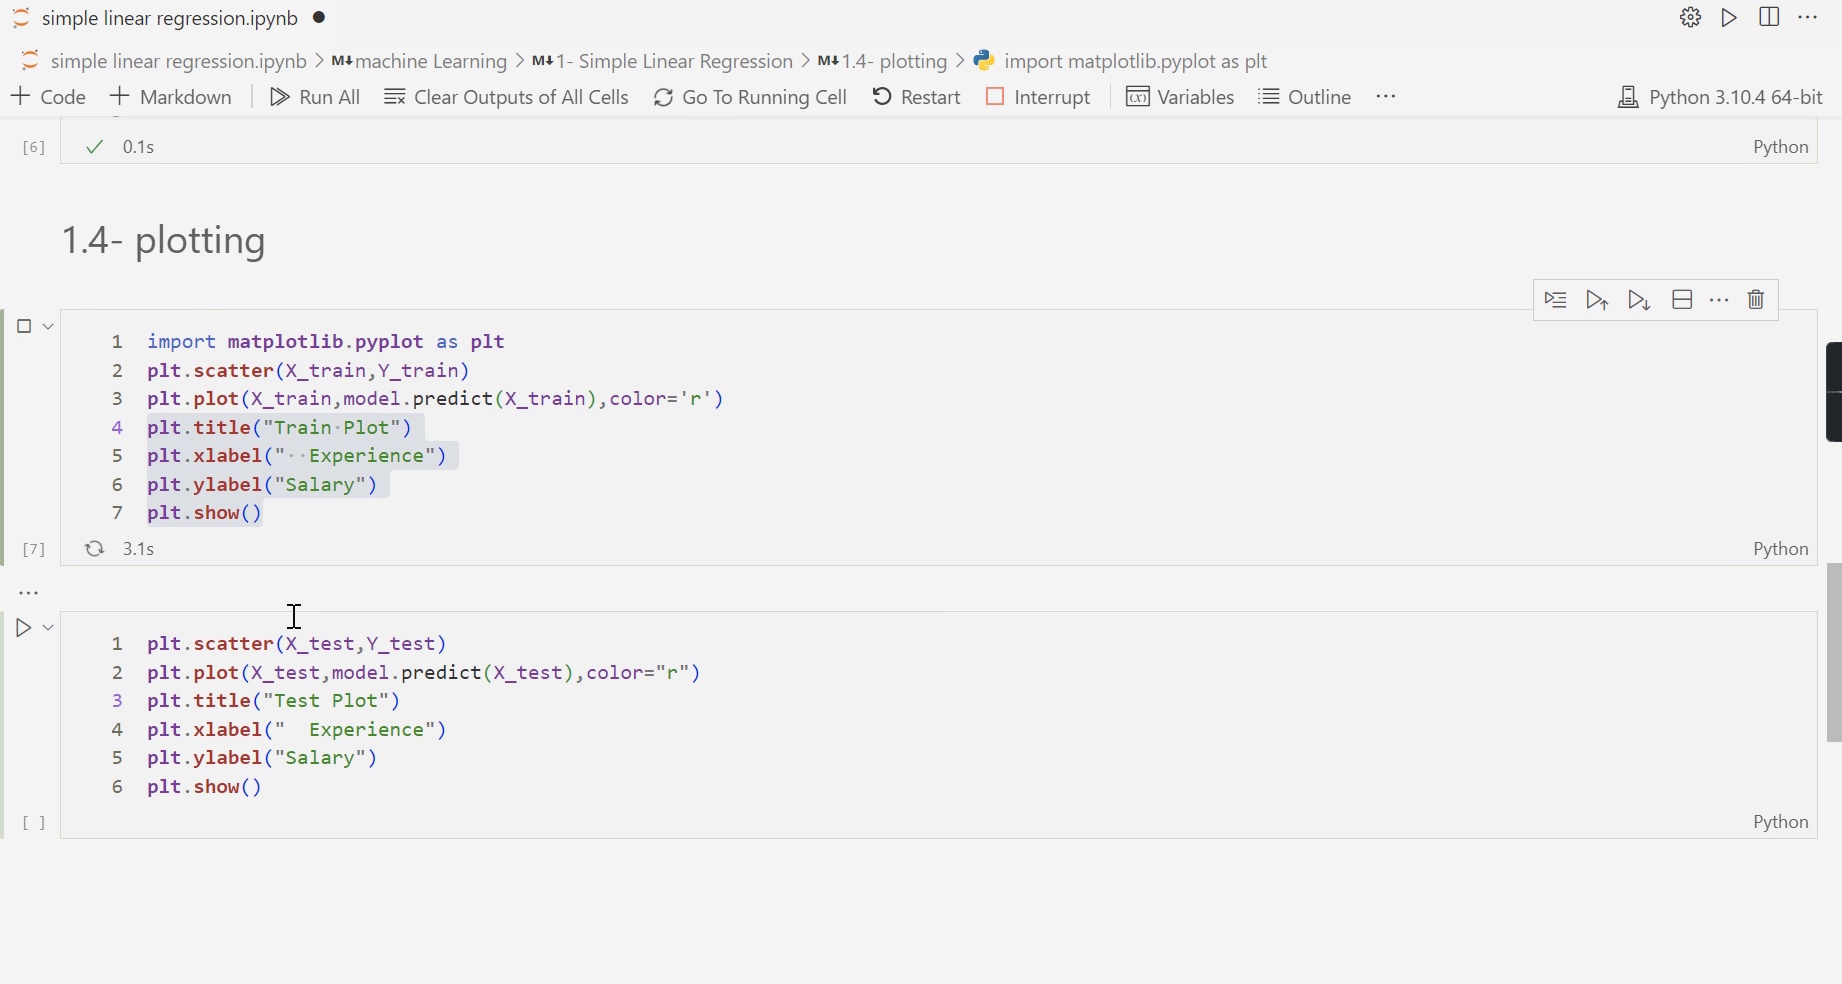 simple linear regression.ipynb
simple linear regression.ipynb > M↓ machine Learning > M↓ 1- Simple Linear Regression > M↓ 1.4- plotting > import matplotlib.pyplot as plt
+ Code + Markdown Run All Clear Outputs of All Cells Go To Running Cell Restart Interrupt (x) Variables Outline ··· Python 3.10.4 64-bit
[6] ✓ 0.1s Python
1.4- plotting
1 import matplotlib.pyplot as plt
2 plt.scatter(X_train,Y_train)
3 plt.plot(X_train,model.predict(X_train),color='r')
4 plt.title("Train·Plot")
5 plt.xlabel("··Experience")
6 plt.ylabel("Salary")
7 plt.show()
[7] 3.1s Python
···
1 plt.scatter(X_test,Y_test)
2 plt.plot(X_test,model.predict(X_test),color="r")
3 plt.title("Test Plot")
4 plt.xlabel("  Experience")
5 plt.ylabel("Salary")
6 plt.show()
[ ] Python